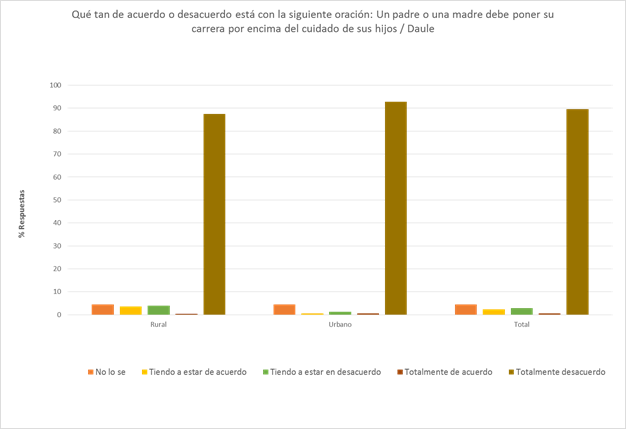 Qué tan de acuerdo o desacuerdo está con la siguiente oración: Un padre o una madre debe poner su
carrera por encima del cuidado de sus hijos / Daule
100
90
80
70
60
50
40
30
20
10
0
% Respuestas
Rural Urbano Total
No lo se Tiendo a estar de acuerdo Tiendo a estar en desacuerdo Totalmente de acuerdo Totalmente desacuerdo